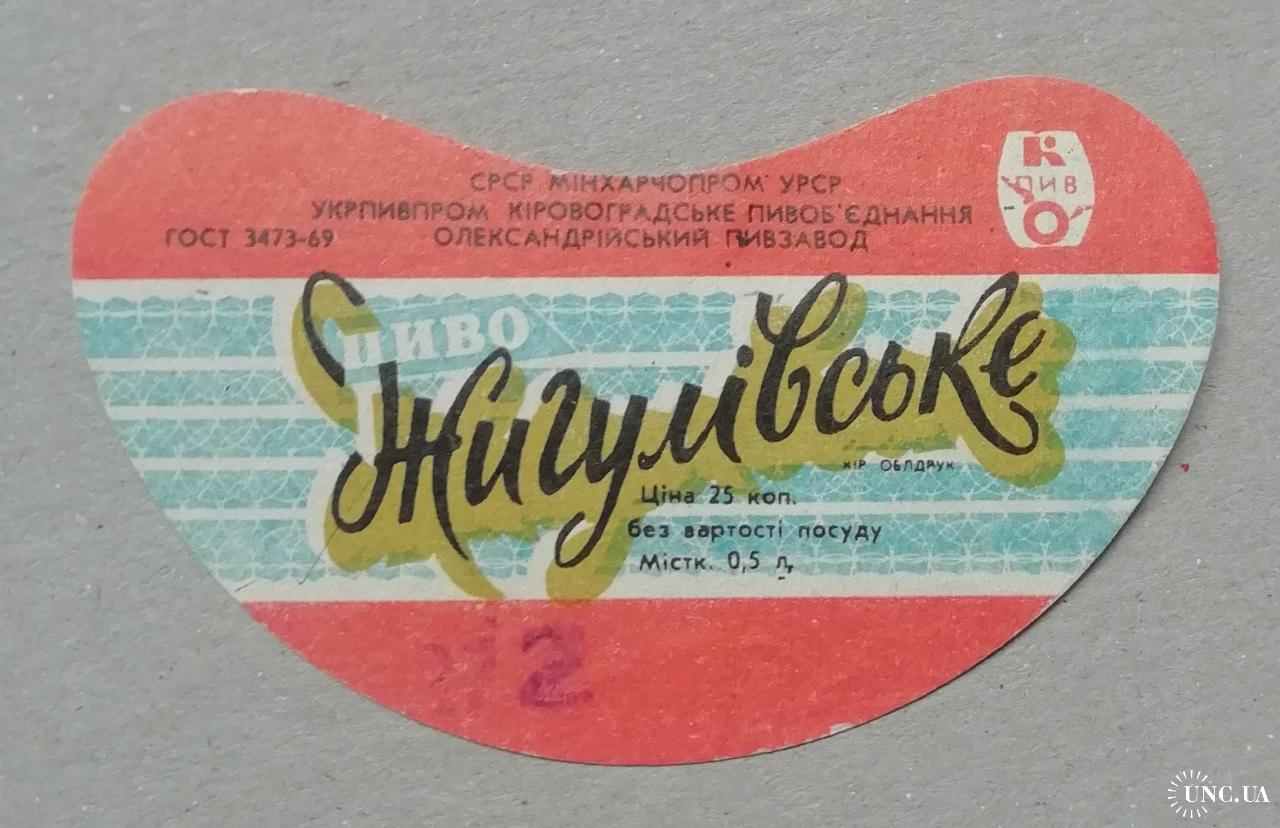 СРСР МІНХАРЧОПРОМ УРСР
УКРПИВПРОМ КІРОВОГРАДСЬКЕ ПИВОБ'ЄДНАННЯ
ГОСТ 3473-69 ОЛЕКСАНДРІЙСЬКИЙ ПИВЗАВОД
К
ПИВ
О
ПИВО
Жигулівське
КІР ОБЛДРУК
Ціна 25 коп.
без вартості посуду
Містк. 0,5 л.
2
UNC.UA